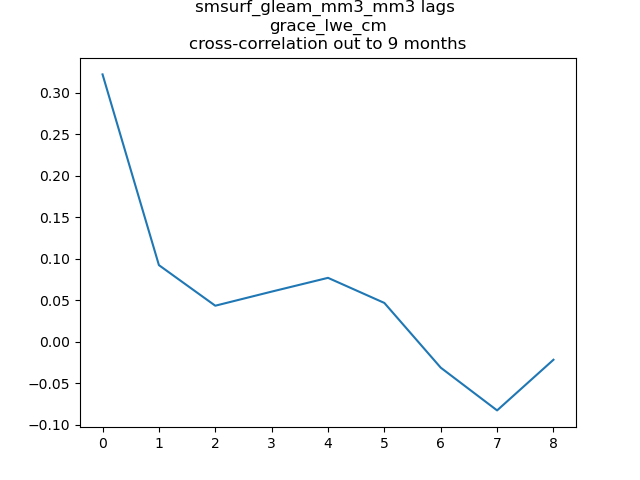 smsurf_gleam_mm3_mm3 lags
grace_lwe_cm
cross-correlation out to 9 months
0.30
0.25
0.20
0.15
0.10
0.05
0.00
−0.05
−0.10
0 1 2 3 4 5 6 7 8